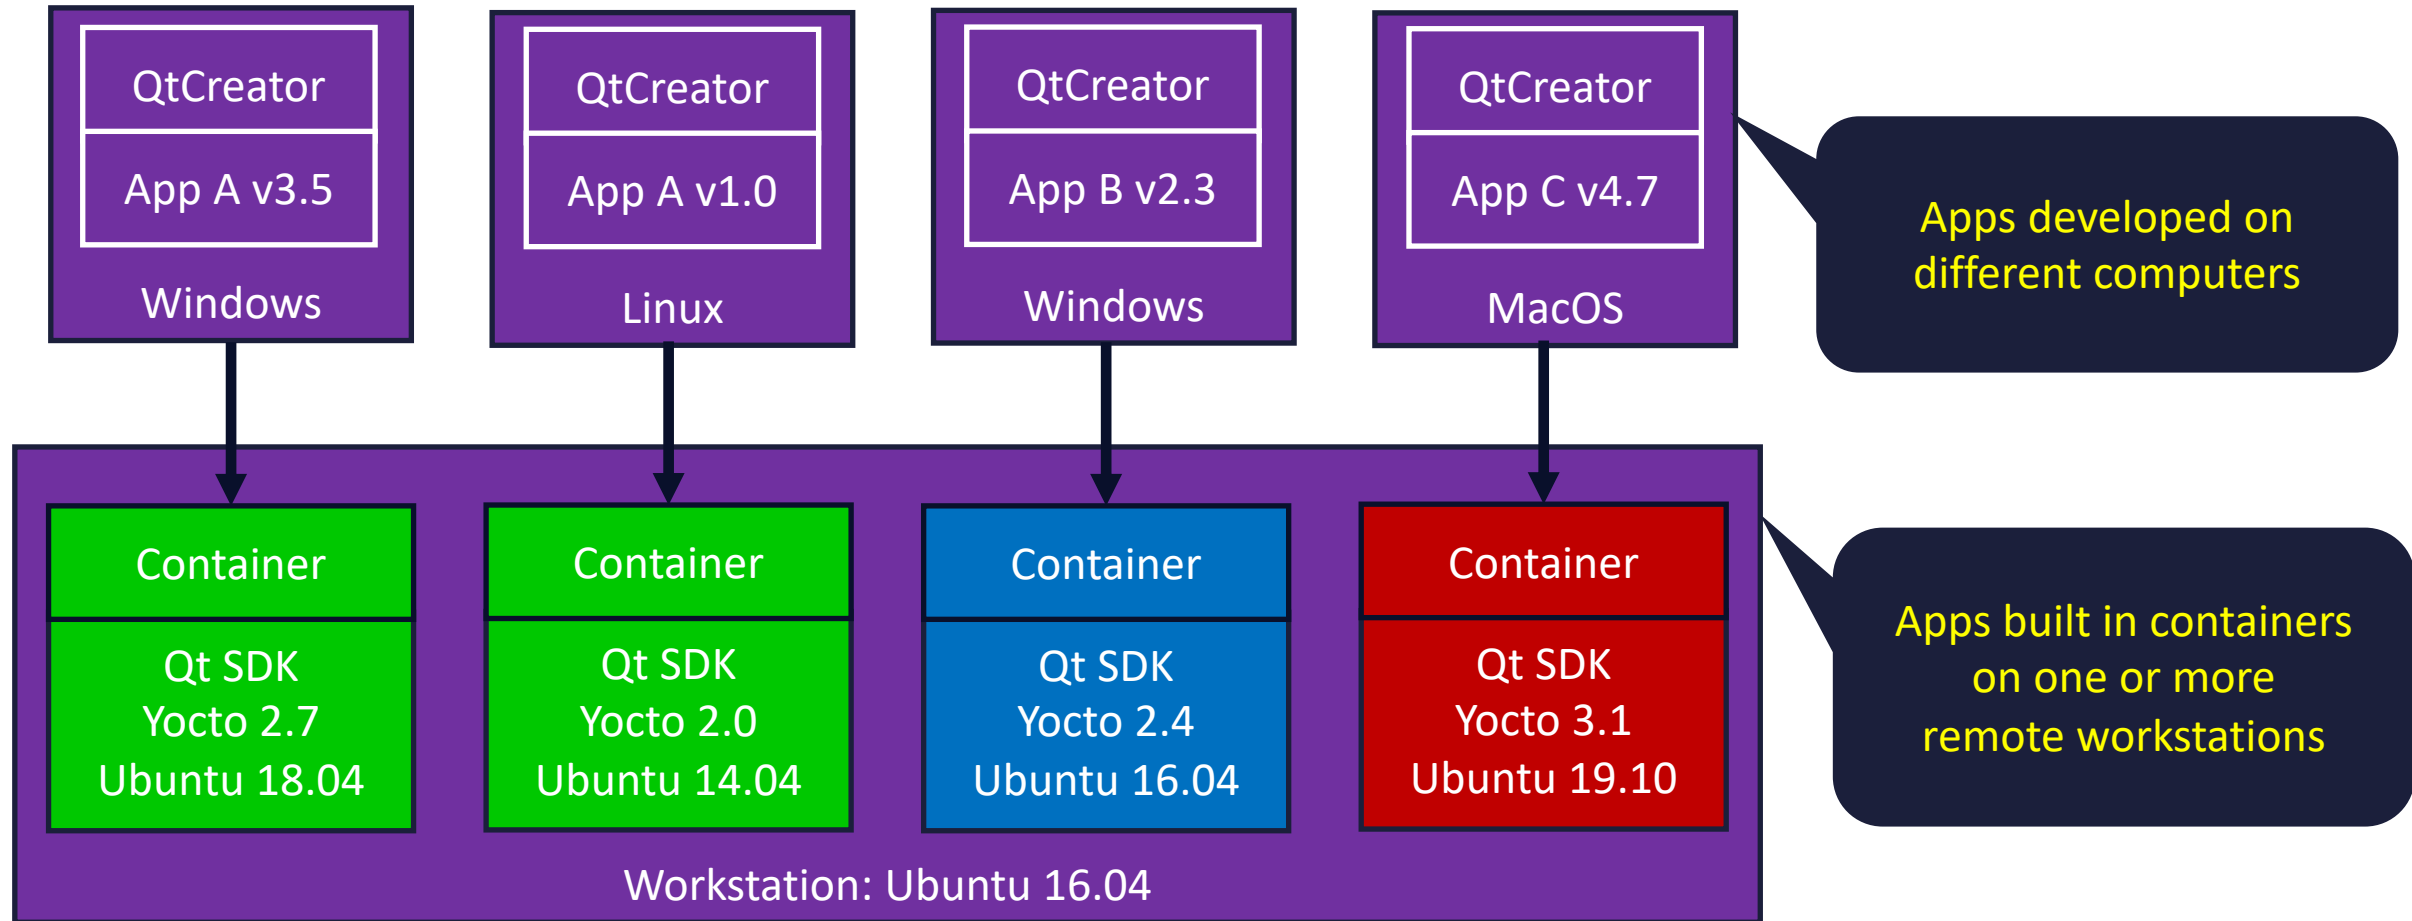 QtCreator
App A v3.5
Windows
QtCreator
App A v1.0
Linux
QtCreator
App B v2.3
Windows
QtCreator
App C v4.7
MacOS
Apps developed on
different computers
Container
Qt SDK
Yocto 2.7
Ubuntu 18.04
Container
Qt SDK
Yocto 2.0
Ubuntu 14.04
Container
Qt SDK
Yocto 2.4
Ubuntu 16.04
Container
Qt SDK
Yocto 3.1
Ubuntu 19.10
Workstation: Ubuntu 16.04
Apps built in containers
on one or more
remote workstations